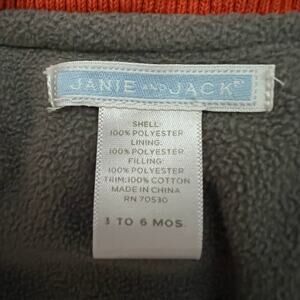 JANIE AND JACK®
SHELL:
100% POLYESTER
LINING:
100% POLYESTER
FILLING:
100% POLYESTER
TRIM:100% COTTON
MADE IN CHINA
RN 70530
3 TO 6 MOS.